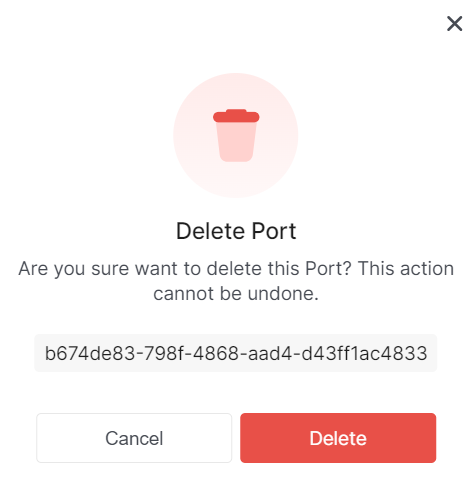 Delete Port
Are you sure want to delete this Port? This action
cannot be undone.
b674de83-798f-4868-aad4-d43ff1ac4833
Cancel
Delete